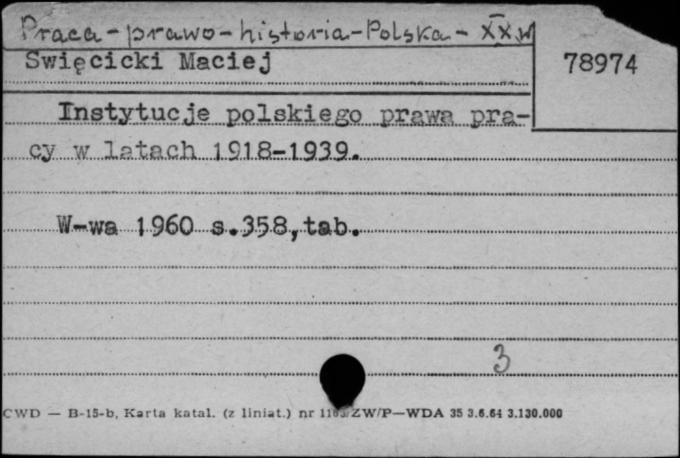 Praca - prawo - historia - Polska - XX w
Swięcicki Maciej
78974
Instytucje polskiego prawa pra-
cy w latach 1918-1939.
W-wa 1960 s.358,tab.
3
CWD — B-15-b, Karta katal. (z liniat.) nr ZW/P—WDA 35 3.6.64 3.130.000